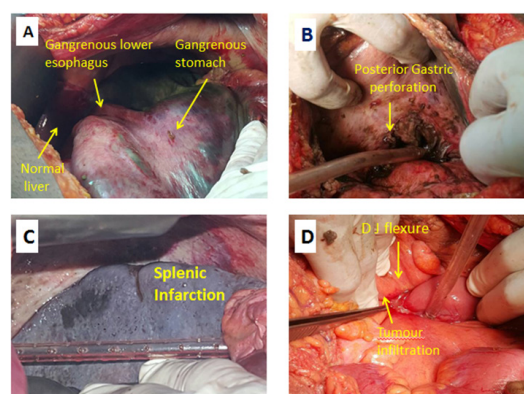 A
Gangrenous lower
esophagus
Gangrenous
stomach
Normal
liver
B
Posterior Gastric
perforation
C
Splenic
Infarction
D
D J flexure
Tumour
infiltration